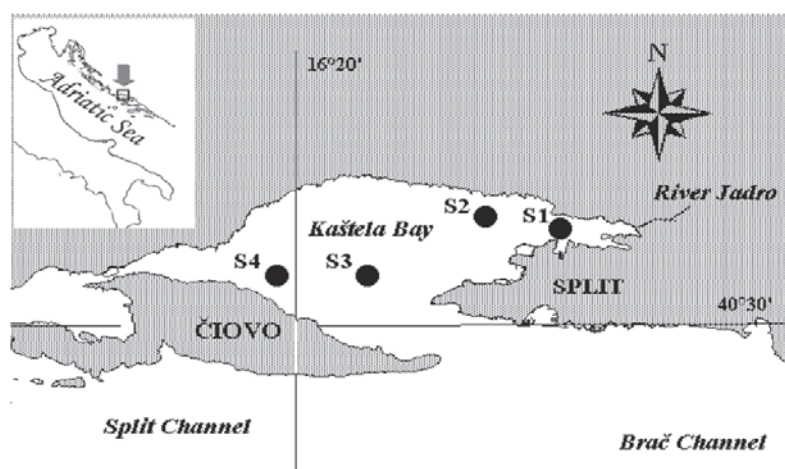 Adriatic Sea
16°20'
N
River Jadro
S2
S1
Kaštela Bay
S4
S3
SPLIT
40°30'
ČIOVO
Split Channel
Brač Channel